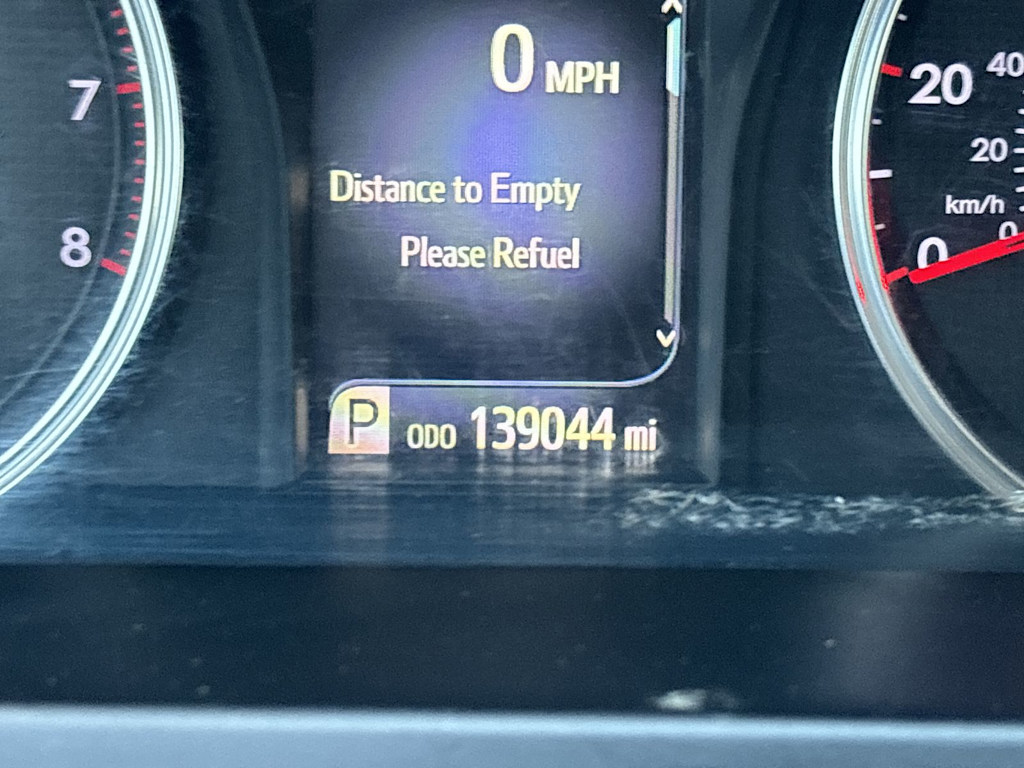 0 MPH
Distance to Empty
Please Refuel
P ODO 139044 mi
7
8
20
40
20
km/h
0
0